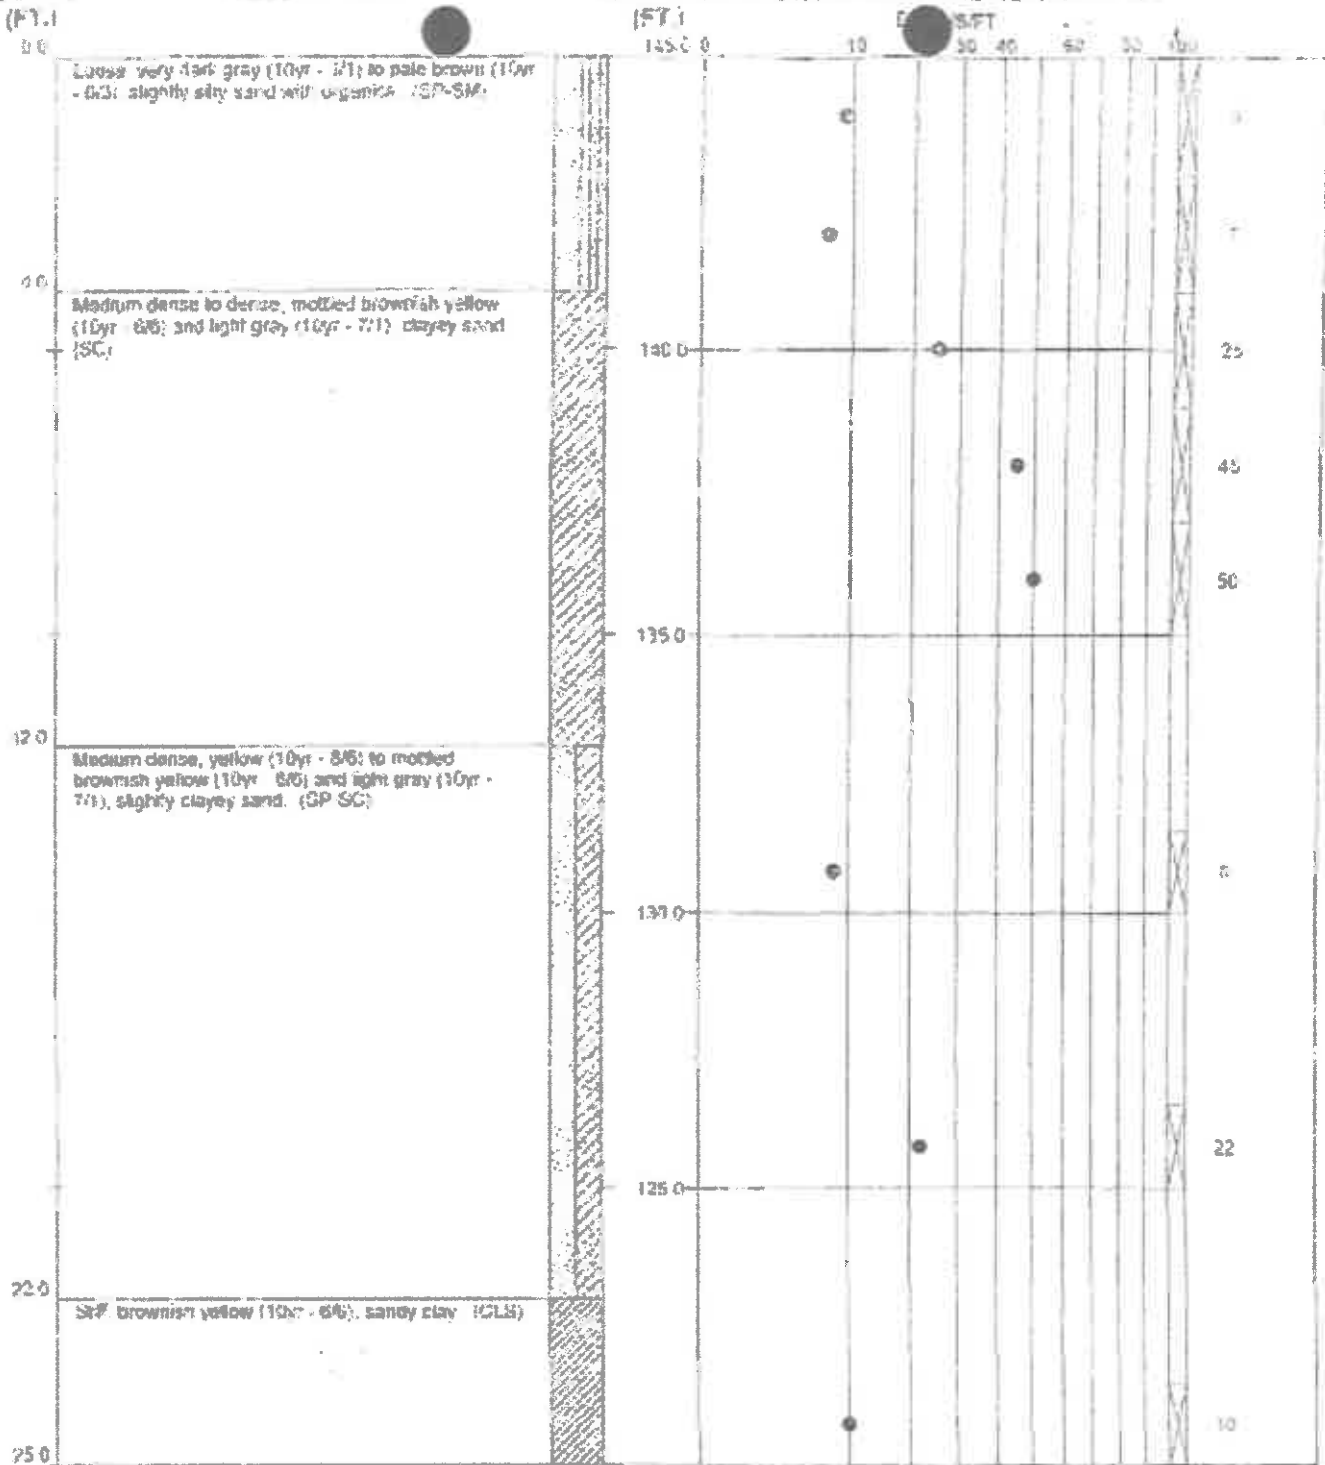 (FT.)
(FT.)
S/FT
0.0
145.0 0
10
30 40
60
80
100
Loose very dark gray (10yr - 3/1) to pale brown (10yr
- 6/3) slightly silty sand with organics (SP-SM)
4.0
Medium dense to dense, mottled brownish yellow
(10yr - 6/6) and light gray (10yr - 7/1) clayey sand
(SC)
140.0
25
45
50
135.0
12.0
Medium dense, yellow (10yr - 8/6) to mottled
brownish yellow (10yr 6/6) and light gray (10yr -
7/1), slightly clayey sand. (SP SC)
8
130.0
22
125.0
22.0
Stiff brownish yellow (10yr - 6/6), sandy clay (CLS)
10
25.0